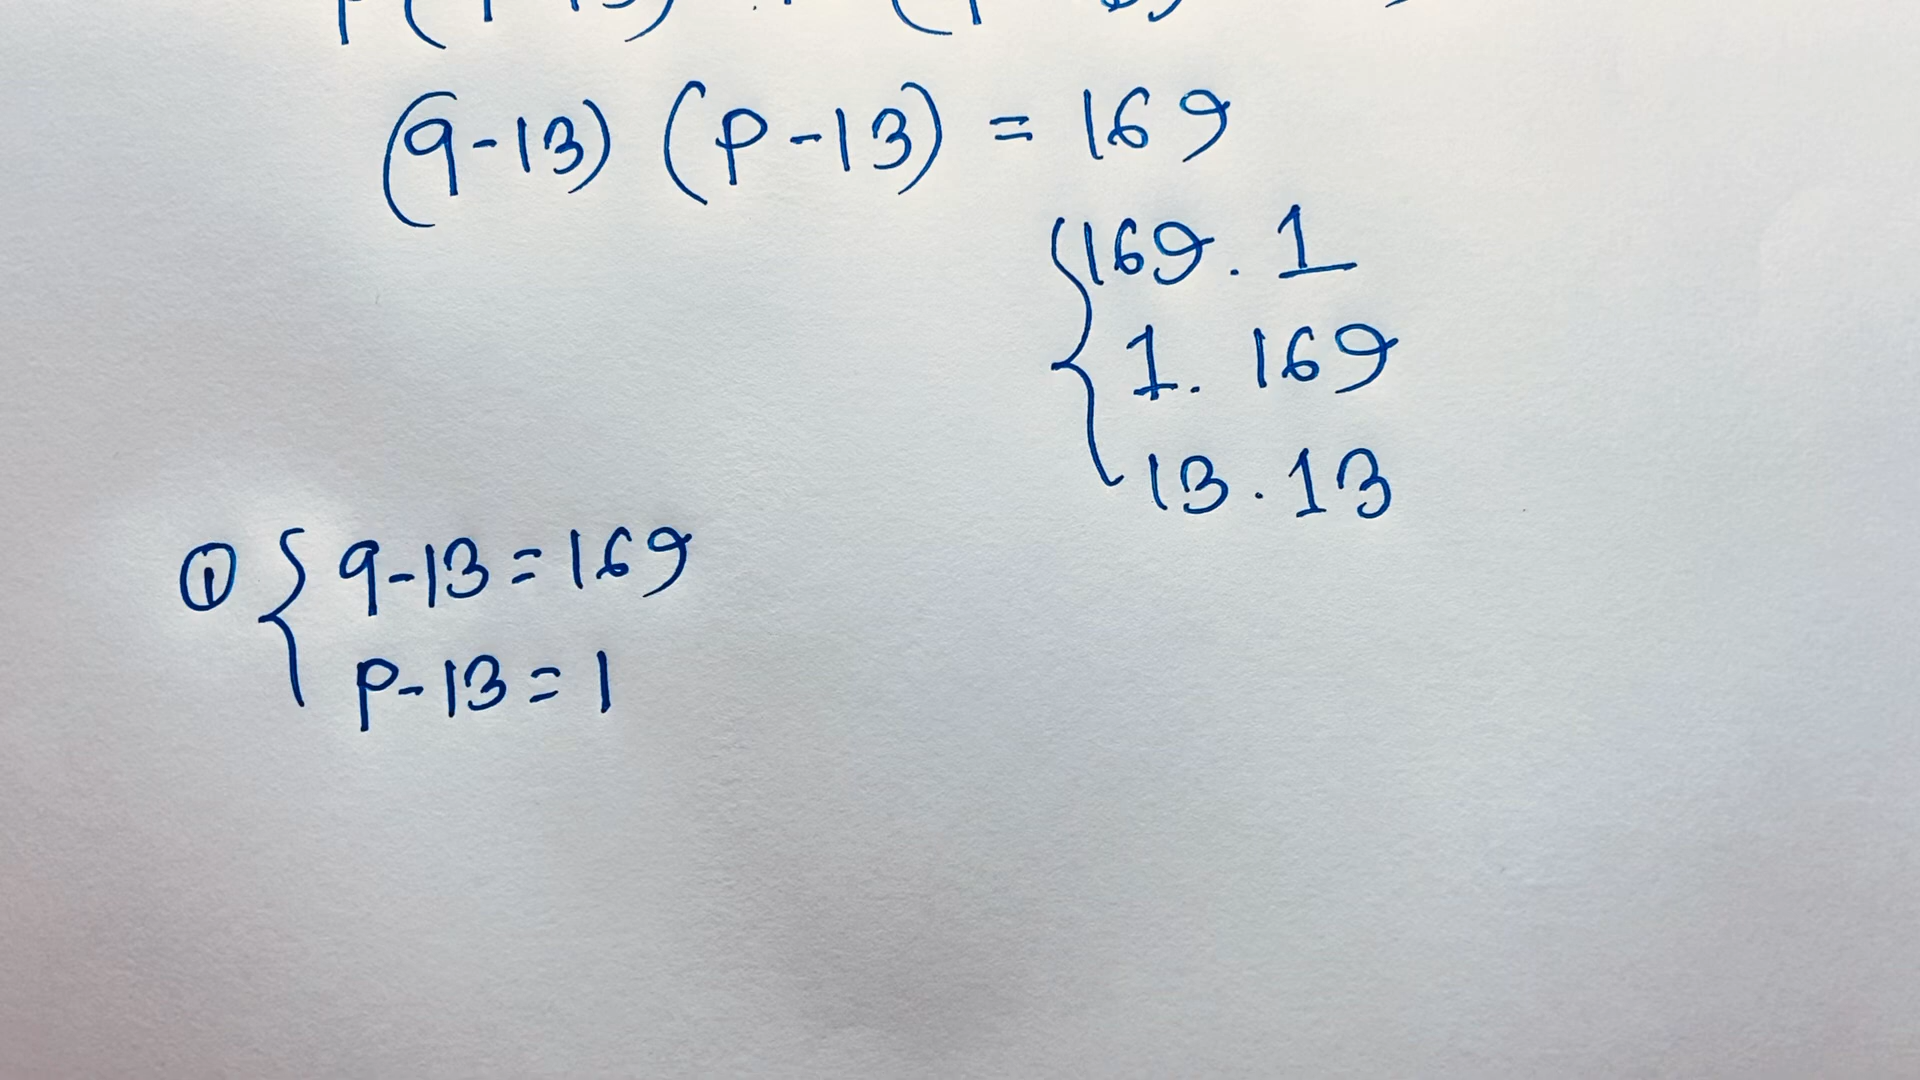 (q-13) (p-13) = 169
169 . 1
1 . 169
13 . 13
① q-13=169
p-13=1